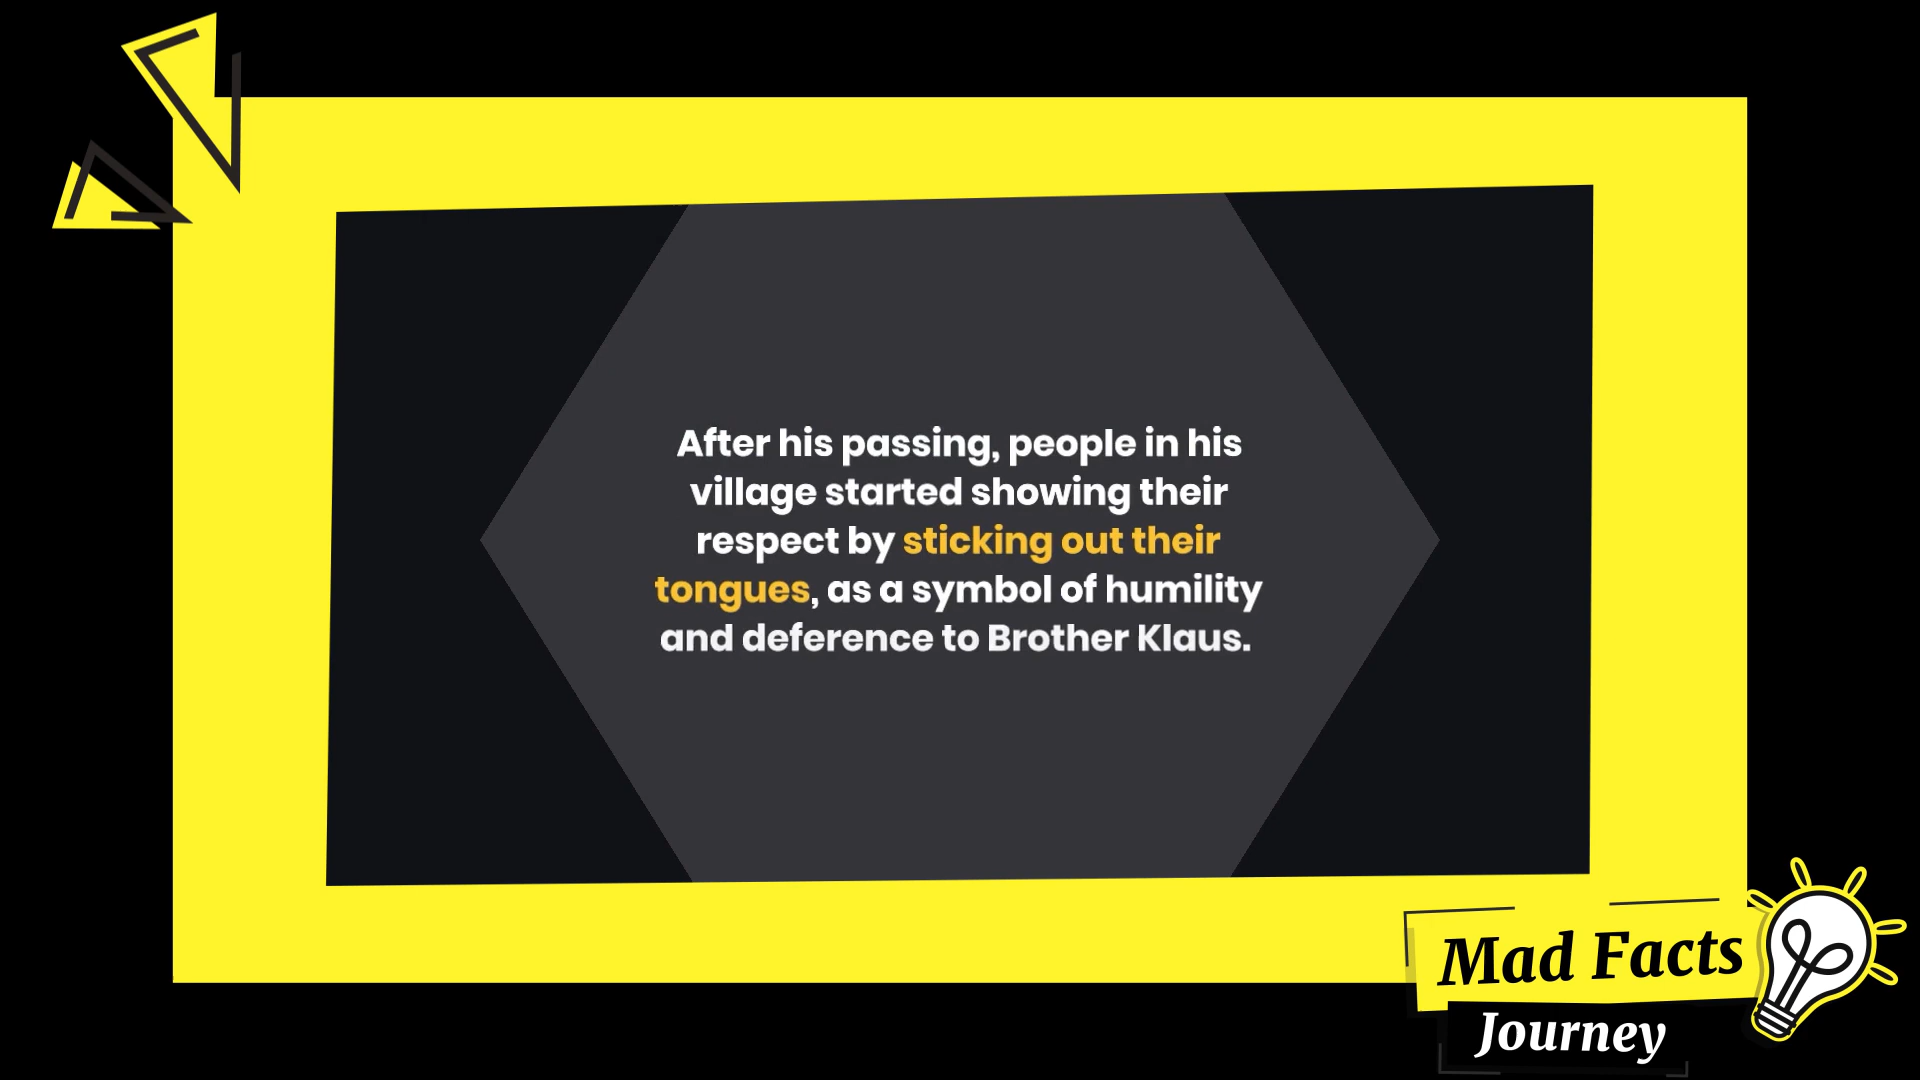 After his passing, people in his
village started showing their
respect by sticking out their
tongues, as a symbol of humility
and deference to Brother Klaus.
Mad Facts
Journey